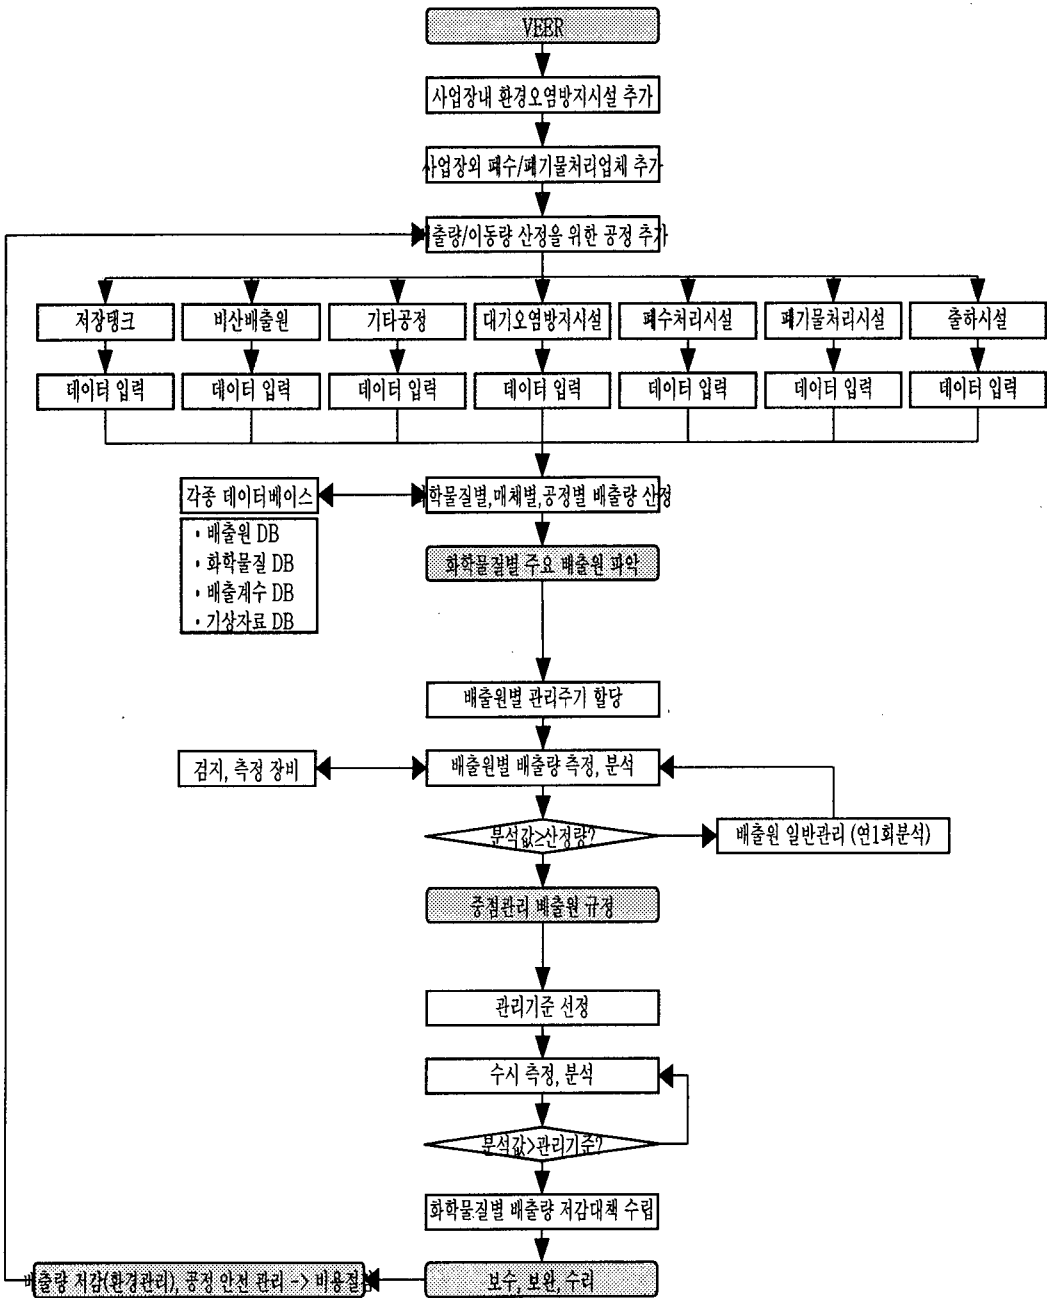 VEER
사업장내 환경오염방지시설 추가
사업장외 폐수/폐기물처리업체 추가
배출량/이동량 산정을 위한 공정 추가
저장탱크
비산배출원
기타공정
대기오염방지시설
폐수처리시설
폐기물처리시설
출하시설
데이터 입력
데이터 입력
데이터 입력
데이터 입력
데이터 입력
데이터 입력
데이터 입력
각종 데이터베이스
화학물질별,매체별,공정별 배출량 산정
• 배출원 DB
• 화학물질 DB
• 배출계수 DB
• 기상자료 DB
화학물질별 주요 배출원 파악
배출원별 관리주기 할당
검지, 측정 장비
배출원별 배출량 측정, 분석
분석값≥산정량?
배출원 일반관리 (연1회분석)
중점관리 배출원 규정
관리기준 선정
수시 측정, 분석
분석값>관리기준?
화학물질별 배출량 저감대책 수립
배출량 저감(환경관리), 공정 안전 관리 -> 비용절감
보수, 보완, 수리